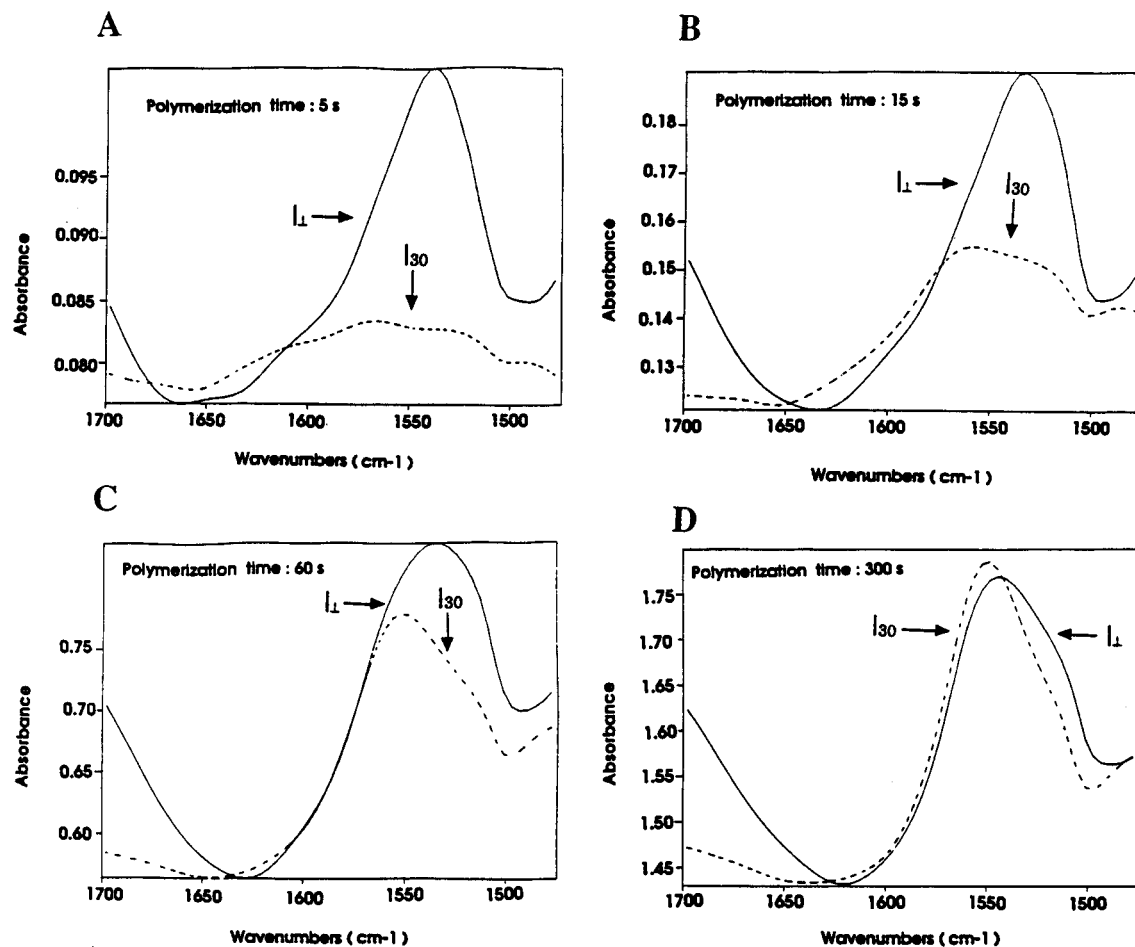 A
Polymerization time : 5 s
I⊥
I30
0.095
0.090
0.085
0.080
Absorbance
1700
1650
1600
1550
1500
Wavenumbers ( cm-1 )
B
Polymerization time : 15 s
I⊥
I30
0.18
0.17
0.16
0.15
0.14
0.13
Absorbance
1700
1650
1600
1550
1500
Wavenumbers ( cm-1 )
C
Polymerization time : 60 s
I⊥
I30
0.75
0.70
0.65
0.60
Absorbance
1700
1650
1600
1550
1500
Wavenumbers ( cm-1 )
D
Polymerization time : 300 s
I30
I⊥
1.75
1.70
1.65
1.60
1.55
1.50
1.45
Absorbance
1700
1650
1600
1550
1500
Wavenumbers ( cm-1 )